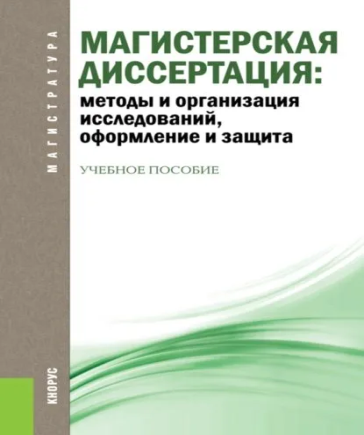 МАГИСТЕРСКАЯ
ДИССЕРТАЦИЯ:
методы и организация
исследований,
оформление и защита
УЧЕБНОЕ ПОСОБИЕ
МАГИСТРАТУРА
КНОРУС